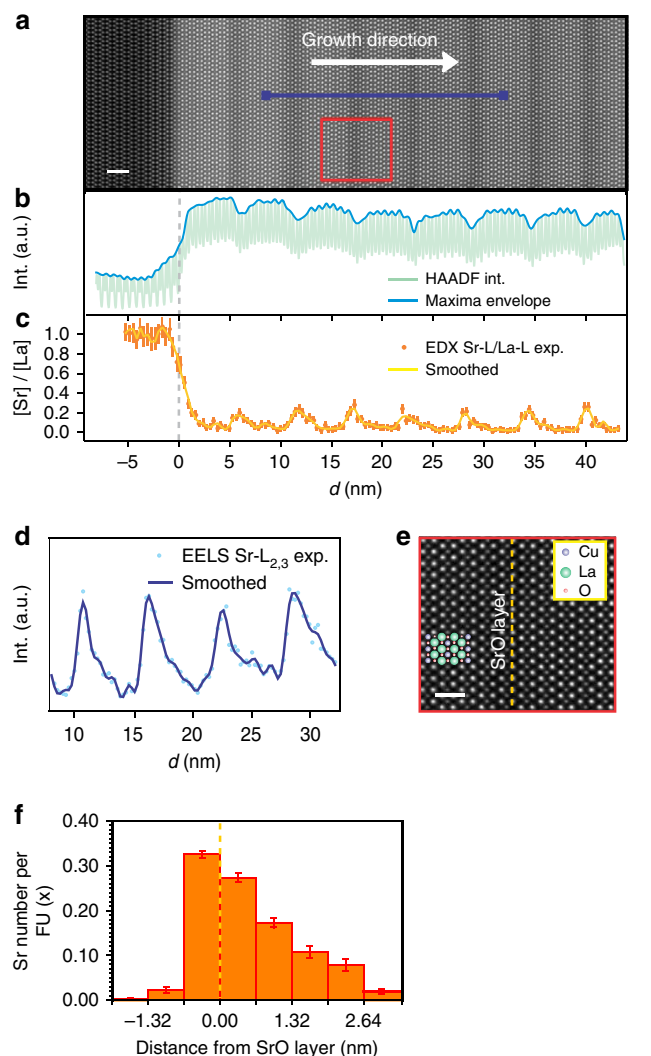 a
Growth direction
b
Int. (a.u.)
HAADF int.
Maxima envelope
c
[Sr] / [La]
1.0
0.8
0.6
0.4
0.2
0.0
EDX Sr-L/La-L exp.
Smoothed
−5 0 5 10 15 20 25 30 35 40
d (nm)
d
Int. (a.u.)
EELS Sr-L2,3 exp.
Smoothed
10 15 20 25 30
d (nm)
e
Cu
La
O
SrO layer
f
Sr number per
FU (x)
0.40
0.30
0.20
0.10
0.00
−1.32 0.00 1.32 2.64
Distance from SrO layer (nm)